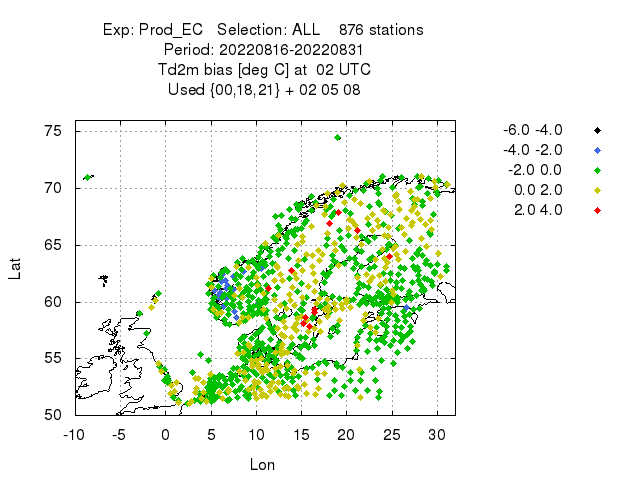 Exp: Prod_EC   Selection: ALL    876 stations
Period: 20220816-20220831
Td2m bias [deg C] at  02 UTC
Used {00,18,21} + 02 05 08
-6.0 -4.0
-4.0 -2.0
-2.0 0.0
0.0 2.0
2.0 4.0
75
70
65
60
55
50
Lat
-10 -5 0 5 10 15 20 25 30
Lon